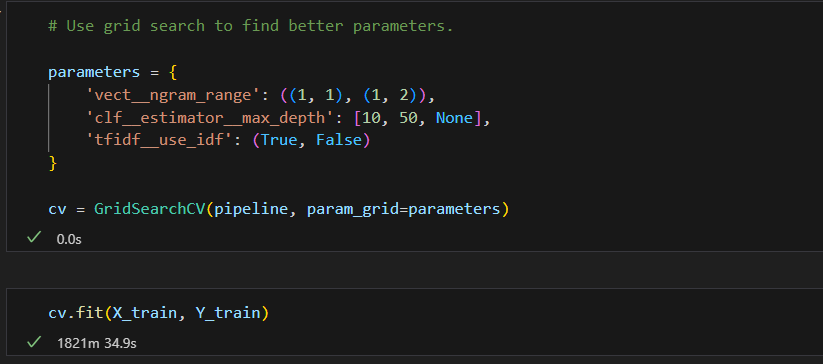 # Use grid search to find better parameters.
parameters = {
    'vect__ngram_range': ((1, 1), (1, 2)),
    'clf__estimator__max_depth': [10, 50, None],
    'tfidf__use_idf': (True, False)
}
cv = GridSearchCV(pipeline, param_grid=parameters)
0.0s
cv.fit(X_train, Y_train)
1821m 34.9s